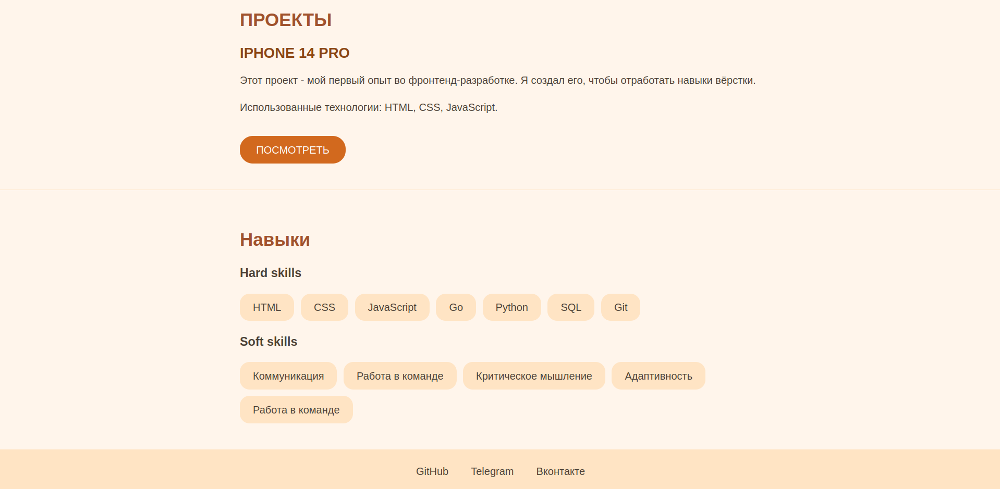 ПРОЕКТЫ
IPHONE 14 PRO
Этот проект - мой первый опыт во фронтенд-разработке. Я создал его, чтобы отработать навыки вёрстки.
Использованные технологии: HTML, CSS, JavaScript.
ПОСМОТРЕТЬ
Навыки
Hard skills
HTML CSS JavaScript Go Python SQL Git
Soft skills
Коммуникация Работа в команде Критическое мышление Адаптивность
Работа в команде
GitHub Telegram Вконтакте